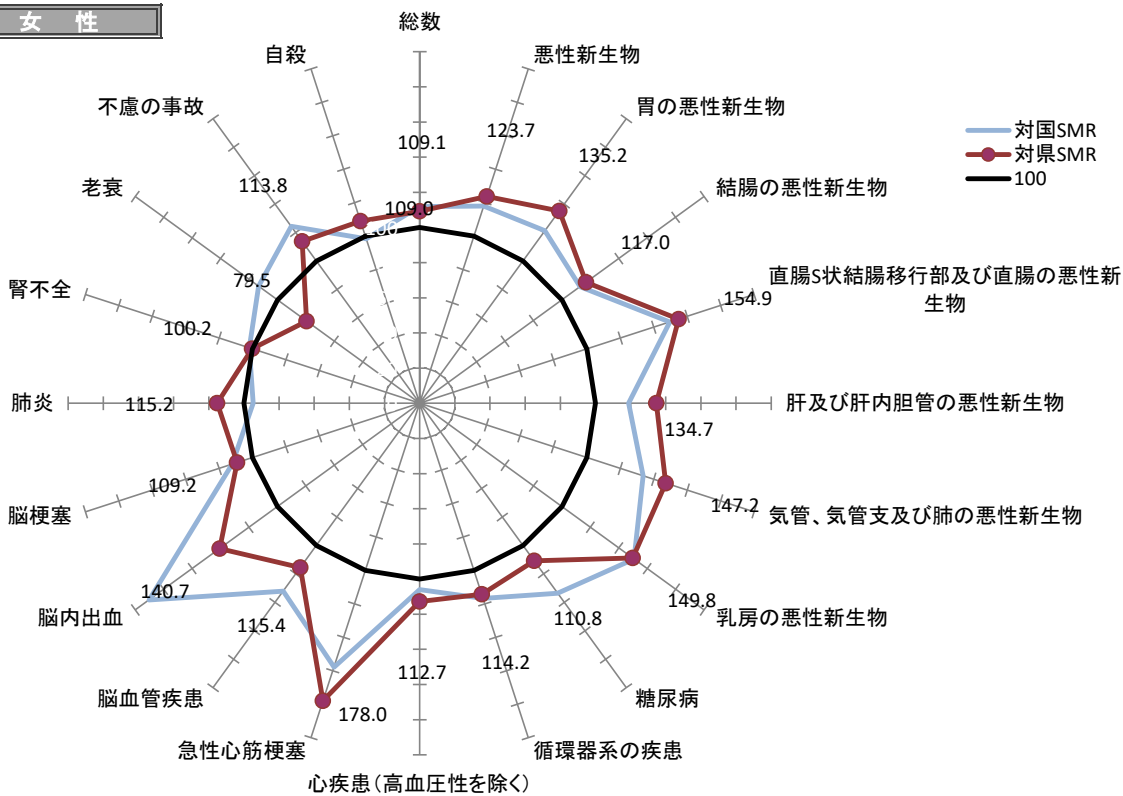 女 性
総数
悪性新生物
胃の悪性新生物
結腸の悪性新生物
直腸S状結腸移行部及び直腸の悪性新
生物
肝及び肝内胆管の悪性新生物
気管、気管支及び肺の悪性新生物
乳房の悪性新生物
糖尿病
循環器系の疾患
心疾患(高血圧性を除く)
急性心筋梗塞
脳血管疾患
脳内出血
脳梗塞
肺炎
腎不全
老衰
不慮の事故
自殺
109.1
123.7
135.2
117.0
154.9
134.7
147.2
149.8
110.8
114.2
112.7
178.0
115.4
140.7
109.2
115.2
100.2
79.5
113.8
109.0
100
対国SMR
対県SMR
100